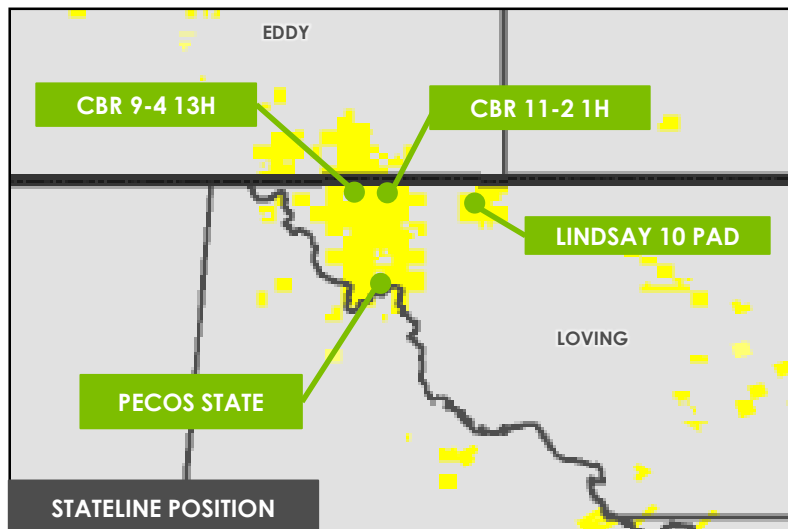 EDDY
CBR 9-4 13H
CBR 11-2 1H
LINDSAY 10 PAD
LOVING
PECOS STATE
STATELINE POSITION